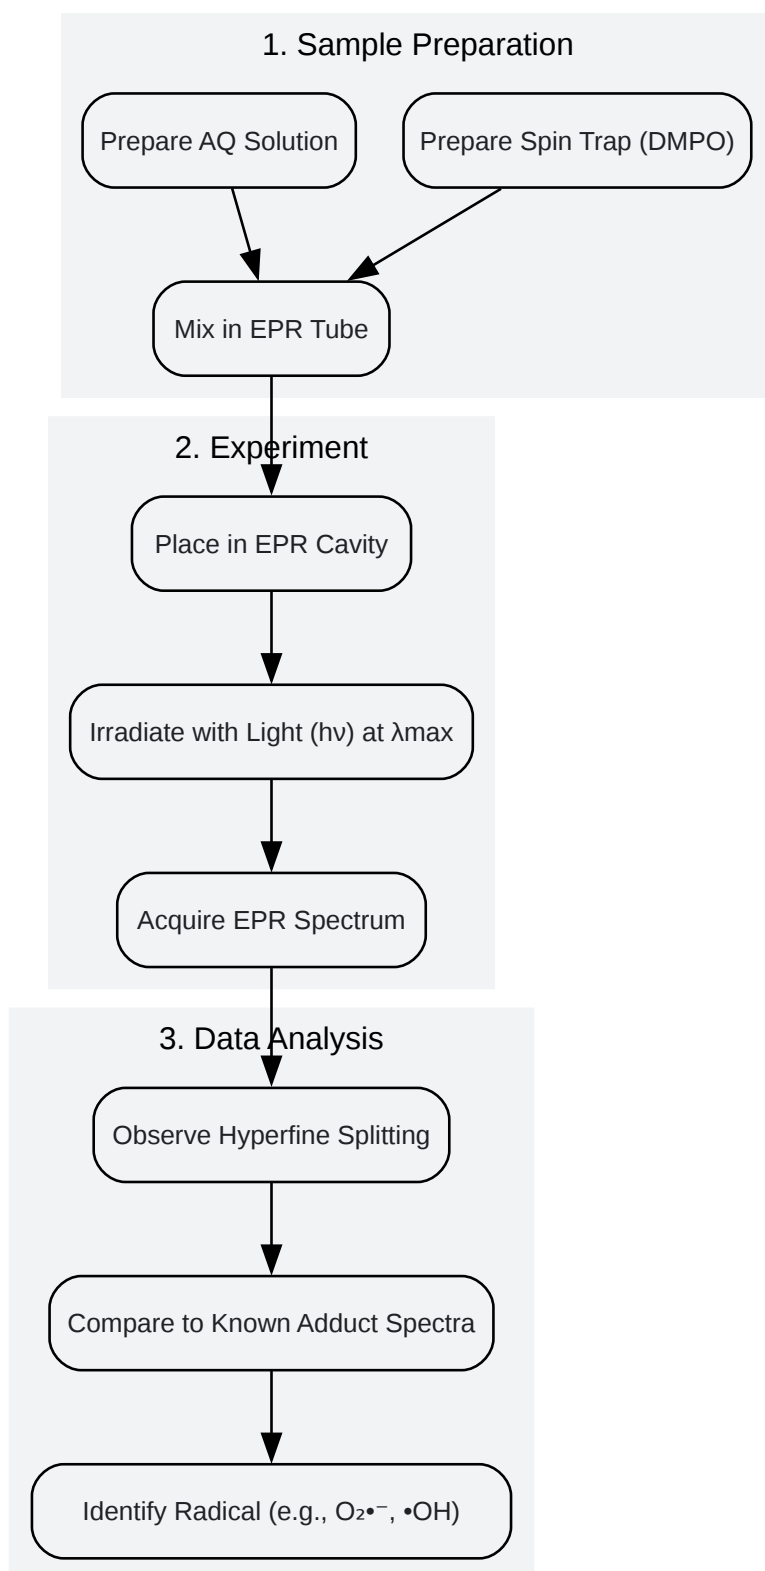 1. Sample Preparation
Prepare AQ Solution
Prepare Spin Trap (DMPO)
Mix in EPR Tube
2. Experiment
Place in EPR Cavity
Irradiate with Light (hν) at λmax
Acquire EPR Spectrum
3. Data Analysis
Observe Hyperfine Splitting
Compare to Known Adduct Spectra
Identify Radical (e.g., O₂•⁻, •OH)